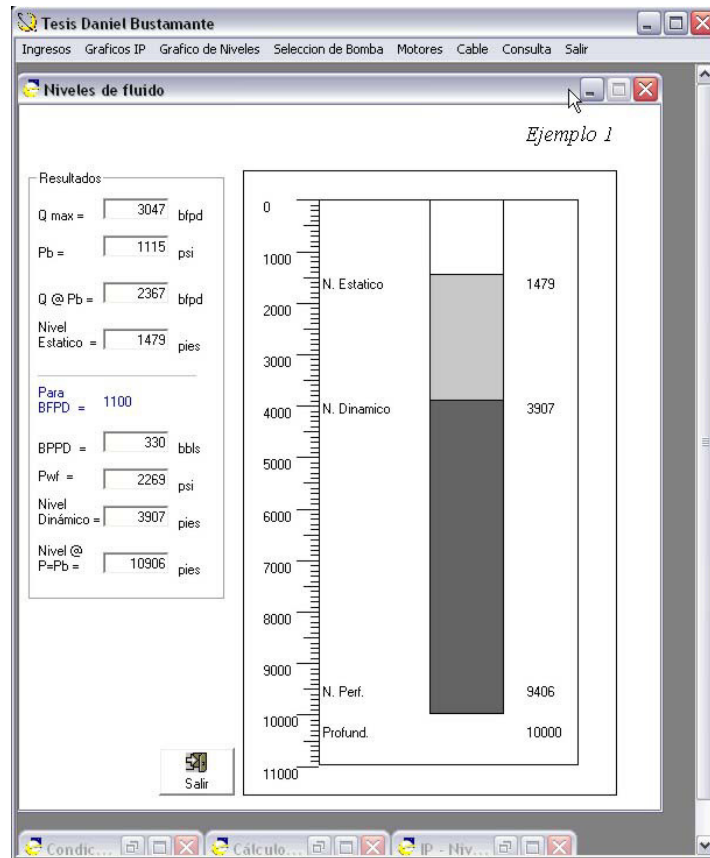 Tesis Daniel Bustamante
Ingresos Graficos IP Grafico de Niveles Seleccion de Bomba Motores Cable Consulta Salir
Niveles de fluido
Ejemplo 1
Resultados
Q max = 3047 bfpd
Pb = 1115 psi
Q @ Pb = 2367 bfpd
Nivel
Estatico = 1479 pies
Para
BFPD = 1100
BPPD = 330 bbls
Pwf = 2269 psi
Nivel
Dinámico = 3907 pies
Nivel @
P=Pb = 10906 pies
0
1000
N. Estatico 1479
2000
3000
4000 N. Dinamico 3907
5000
6000
7000
8000
9000
N. Perf. 9406
10000
Profund. 10000
11000
Salir
Condic... Cálculo... IP - Niv...